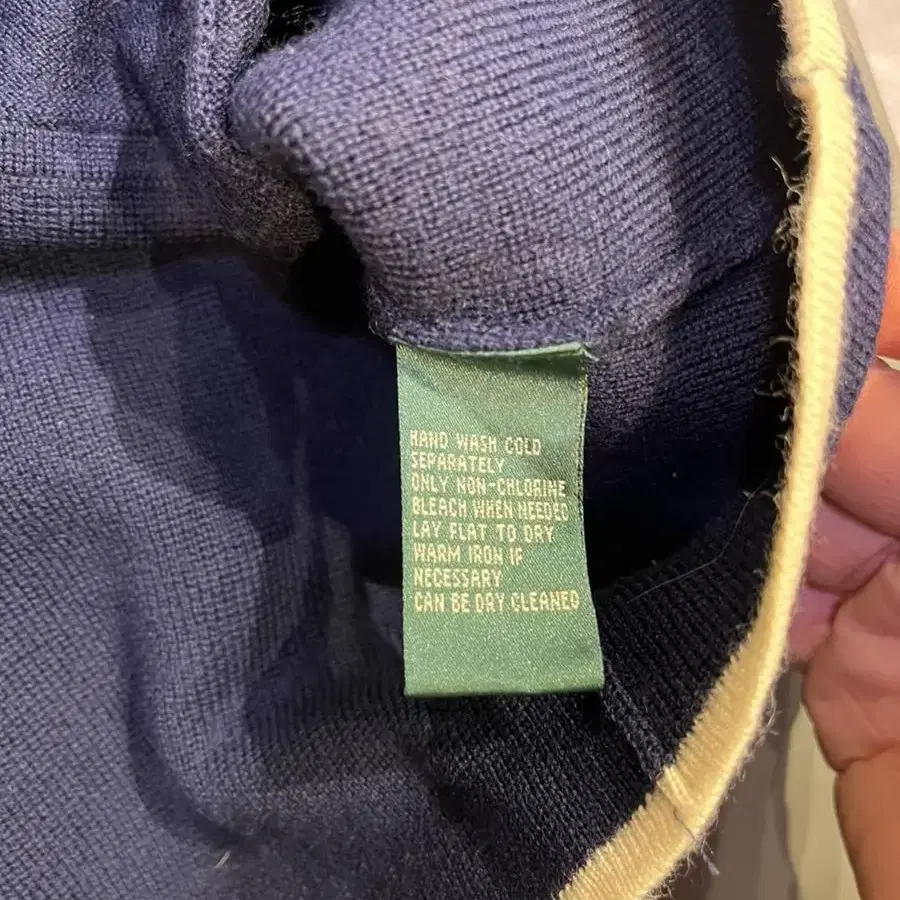 HAND WASH COLD
SEPARATELY
ONLY NON-CHLORINE
BLEACH WHEN NEEDED
LAY FLAT TO DRY
WARM IRON IF
NECESSARY
CAN BE DRY CLEANED